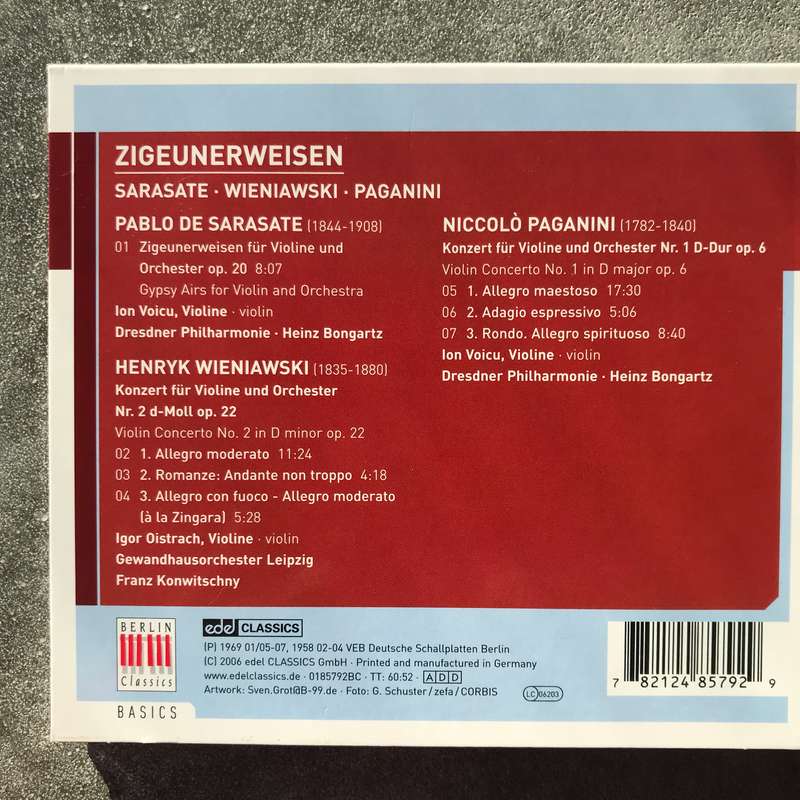 ZIGEUNERWEISEN
SARASATE · WIENIAWSKI · PAGANINI
PABLO DE SARASATE (1844-1908)
01 Zigeunerweisen für Violine und
Orchester op. 20 8:07
Gypsy Airs for Violin and Orchestra
Ion Voicu, Violine · violin
Dresdner Philharmonie · Heinz Bongartz
HENRYK WIENIAWSKI (1835-1880)
Konzert für Violine und Orchester
Nr. 2 d-Moll op. 22
Violin Concerto No. 2 in D minor op. 22
02 1. Allegro moderato 11:24
03 2. Romanze: Andante non troppo 4:18
04 3. Allegro con fuoco - Allegro moderato
(à la Zingara) 5:28
Igor Oistrach, Violine · violin
Gewandhausorchester Leipzig
Franz Konwitschny
NICCOLÒ PAGANINI (1782-1840)
Konzert für Violine und Orchester Nr. 1 D-Dur op. 6
Violin Concerto No. 1 in D major op. 6
05 1. Allegro maestoso 17:30
06 2. Adagio espressivo 5:06
07 3. Rondo. Allegro spirituoso 8:40
Ion Voicu, Violine · violin
Dresdner Philharmonie · Heinz Bongartz
BERLIN
Classics
BASICS
edel CLASSICS
(P) 1969 01/05-07, 1958 02-04 VEB Deutsche Schallplatten Berlin
(C) 2006 edel CLASSICS GmbH · Printed and manufactured in Germany
www.edelclassics.de · 0185792BC · TT: 60:52 · ADD
Artwork: Sven.Grot@B-99.de · Foto: G. Schuster/zefa/CORBIS
LC 06203
7 82124 85792 9